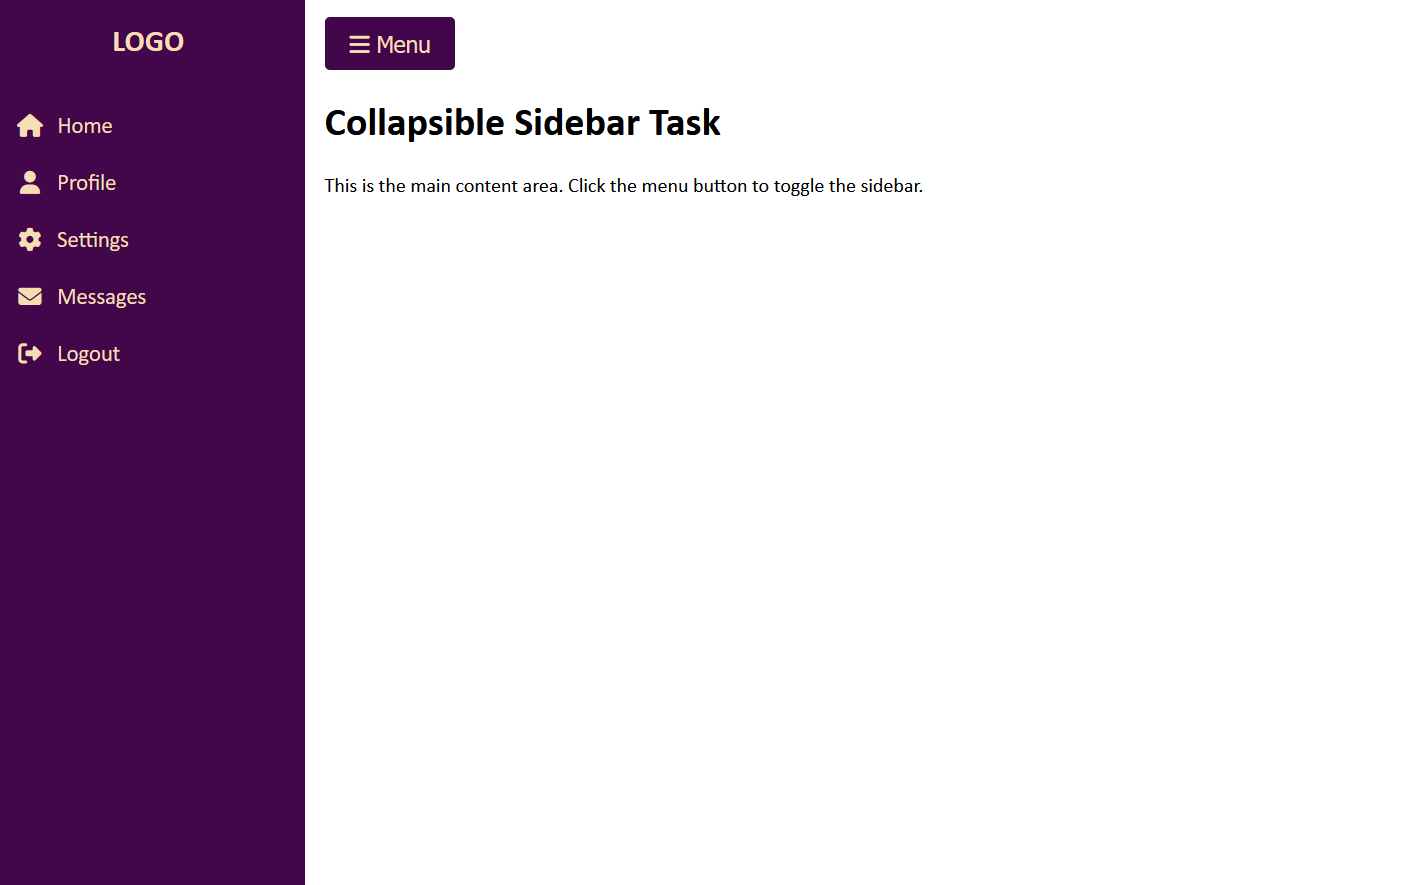 LOGO
Home
Profile
Settings
Messages
Logout
Menu
Collapsible Sidebar Task
This is the main content area. Click the menu button to toggle the sidebar.